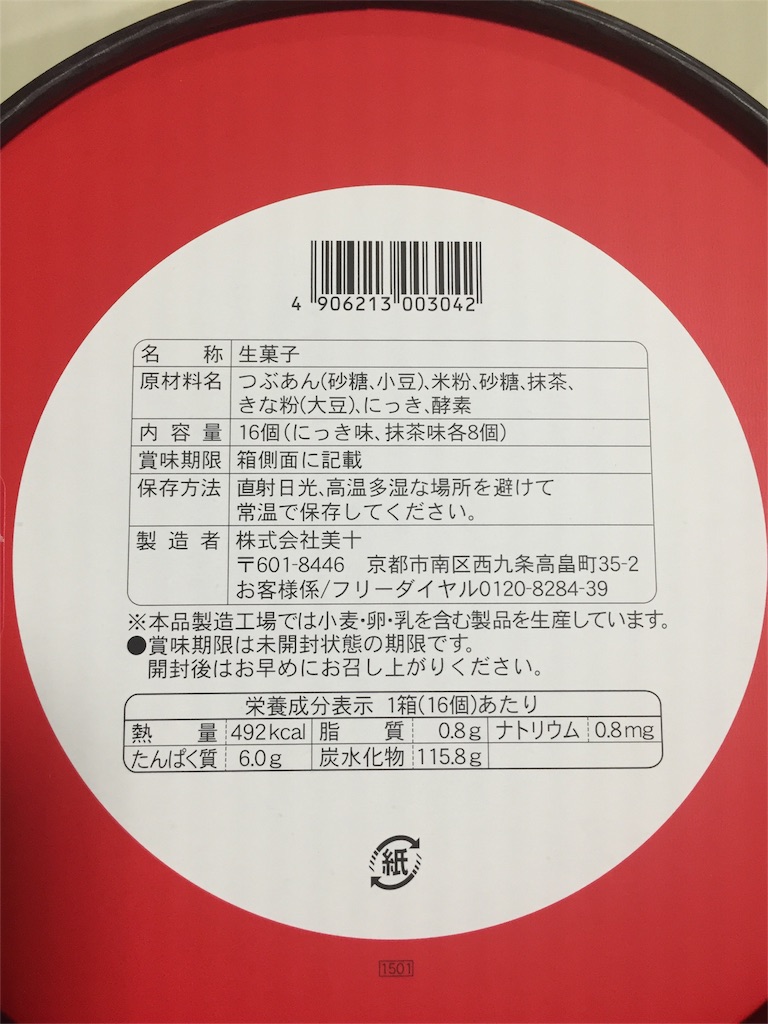 4 906213 003042
名称 生菓子
原材料名 つぶあん(砂糖、小豆)、米粉、砂糖、抹茶、
きな粉(大豆)、にっき、酵素
内容量 16個(にっき味、抹茶味各8個)
賞味期限 箱側面に記載
保存方法 直射日光、高温多湿な場所を避けて
常温で保存してください。
製造者 株式会社美十
〒601-8446 京都市南区西九条高畠町35-2
お客様係/フリーダイヤル0120-8284-39
※本品製造工場では小麦・卵・乳を含む製品を生産しています。
●賞味期限は未開封状態の期限です。
開封後はお早めにお召し上がりください。
栄養成分表示 1箱(16個)あたり
熱量 492kcal 脂質 0.8g ナトリウム 0.8mg
たんぱく質 6.0g 炭水化物 115.8g
紙
1501